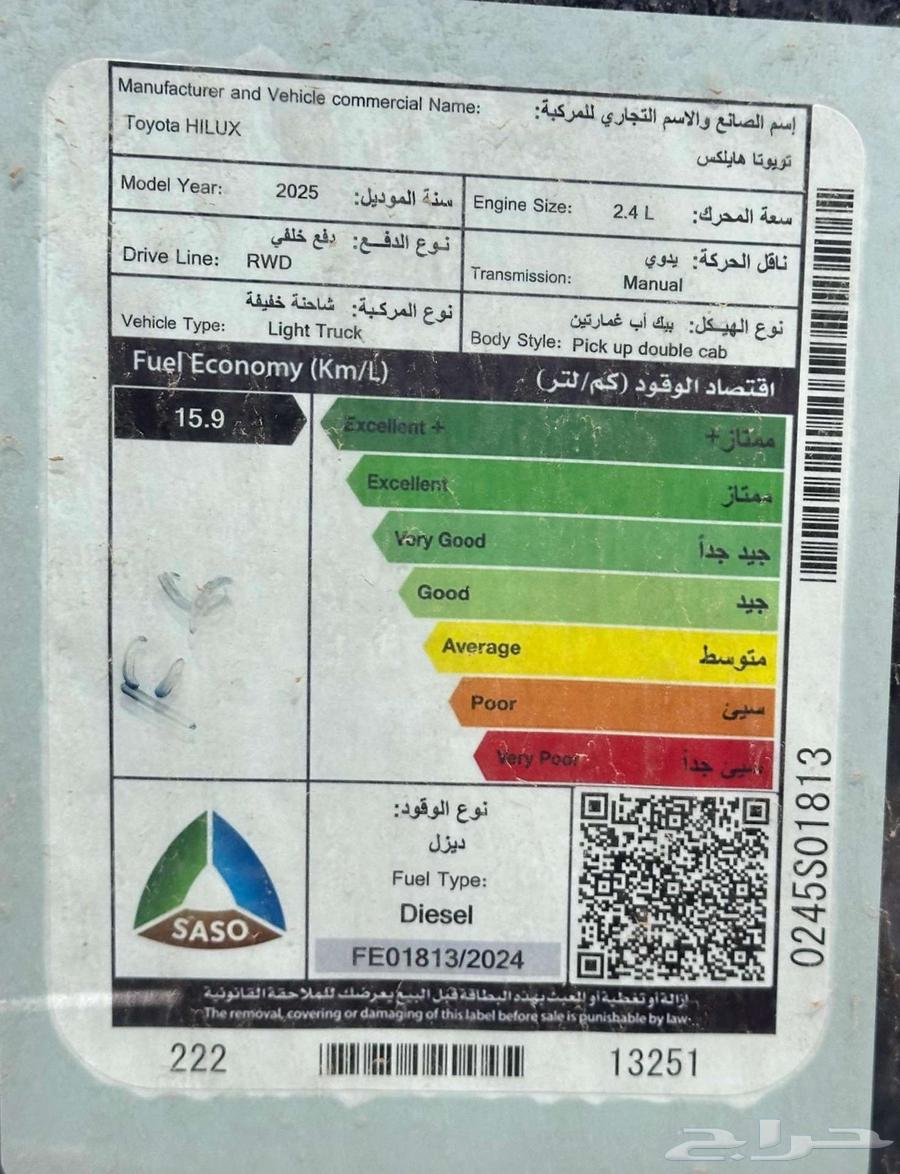 Manufacturer and Vehicle commercial Name: إسم الصانع والاسم التجاري للمركبة:
Toyota HILUX
تويوتا هايلكس
Model Year: 2025 سنة الموديل:
Engine Size: 2.4 L سعة المحرك:
نوع الدفع: دفع خلفي
Drive Line: RWD
ناقل الحركة: يدوي
Transmission: Manual
نوع المركبة: شاحنة خفيفة
Vehicle Type: Light Truck
نوع الهيكل: بيك أب غمارتين
Body Style: Pick up double cab
Fuel Economy (Km/L) اقتصاد الوقود (كم/لتر)
15.9
Excellent + ممتاز+
Excellent ممتاز
Very Good جيد جداً
Good جيد
Average متوسط
Poor سيئ
Very Poor سيئ جداً
SASO
نوع الوقود:
ديزل
Fuel Type:
Diesel
FE01813/2024
0245S01813
إزالة أو تغطية أو العبث بهذه البطاقة قبل البيع يعرضك للملاحقة القانونية
The removal, covering or damaging of this label before sale is punishable by law.
222 13251
حراج